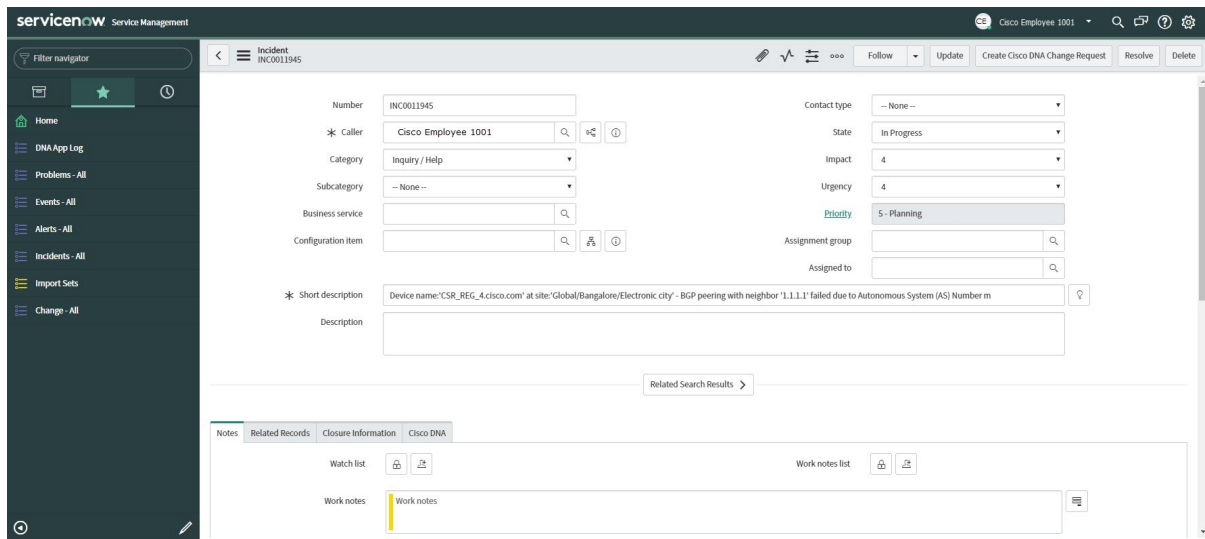 servicenow Service Management
CE Cisco Employee 1001
Filter navigator
Home
DNA App Log
Problems - All
Events - All
Alerts - All
Incidents - All
Import Sets
Change - All
Incident
INC0011945
Follow
Update
Create Cisco DNA Change Request
Resolve
Delete
Number INC0011945
Contact type -- None --
Caller Cisco Employee 1001
State In Progress
Category Inquiry / Help
Impact 4
Subcategory -- None --
Urgency 4
Business service
Priority 5 - Planning
Configuration item
Assignment group
Assigned to
Short description Device name:'CSR_REG_4.cisco.com' at site:'Global/Bangalore/Electronic city' - BGP peering with neighbor '1.1.1.1' failed due to Autonomous System (AS) Number m
Description
Related Search Results
Notes Related Records Closure Information Cisco DNA
Watch list
Work notes list
Work notes Work notes